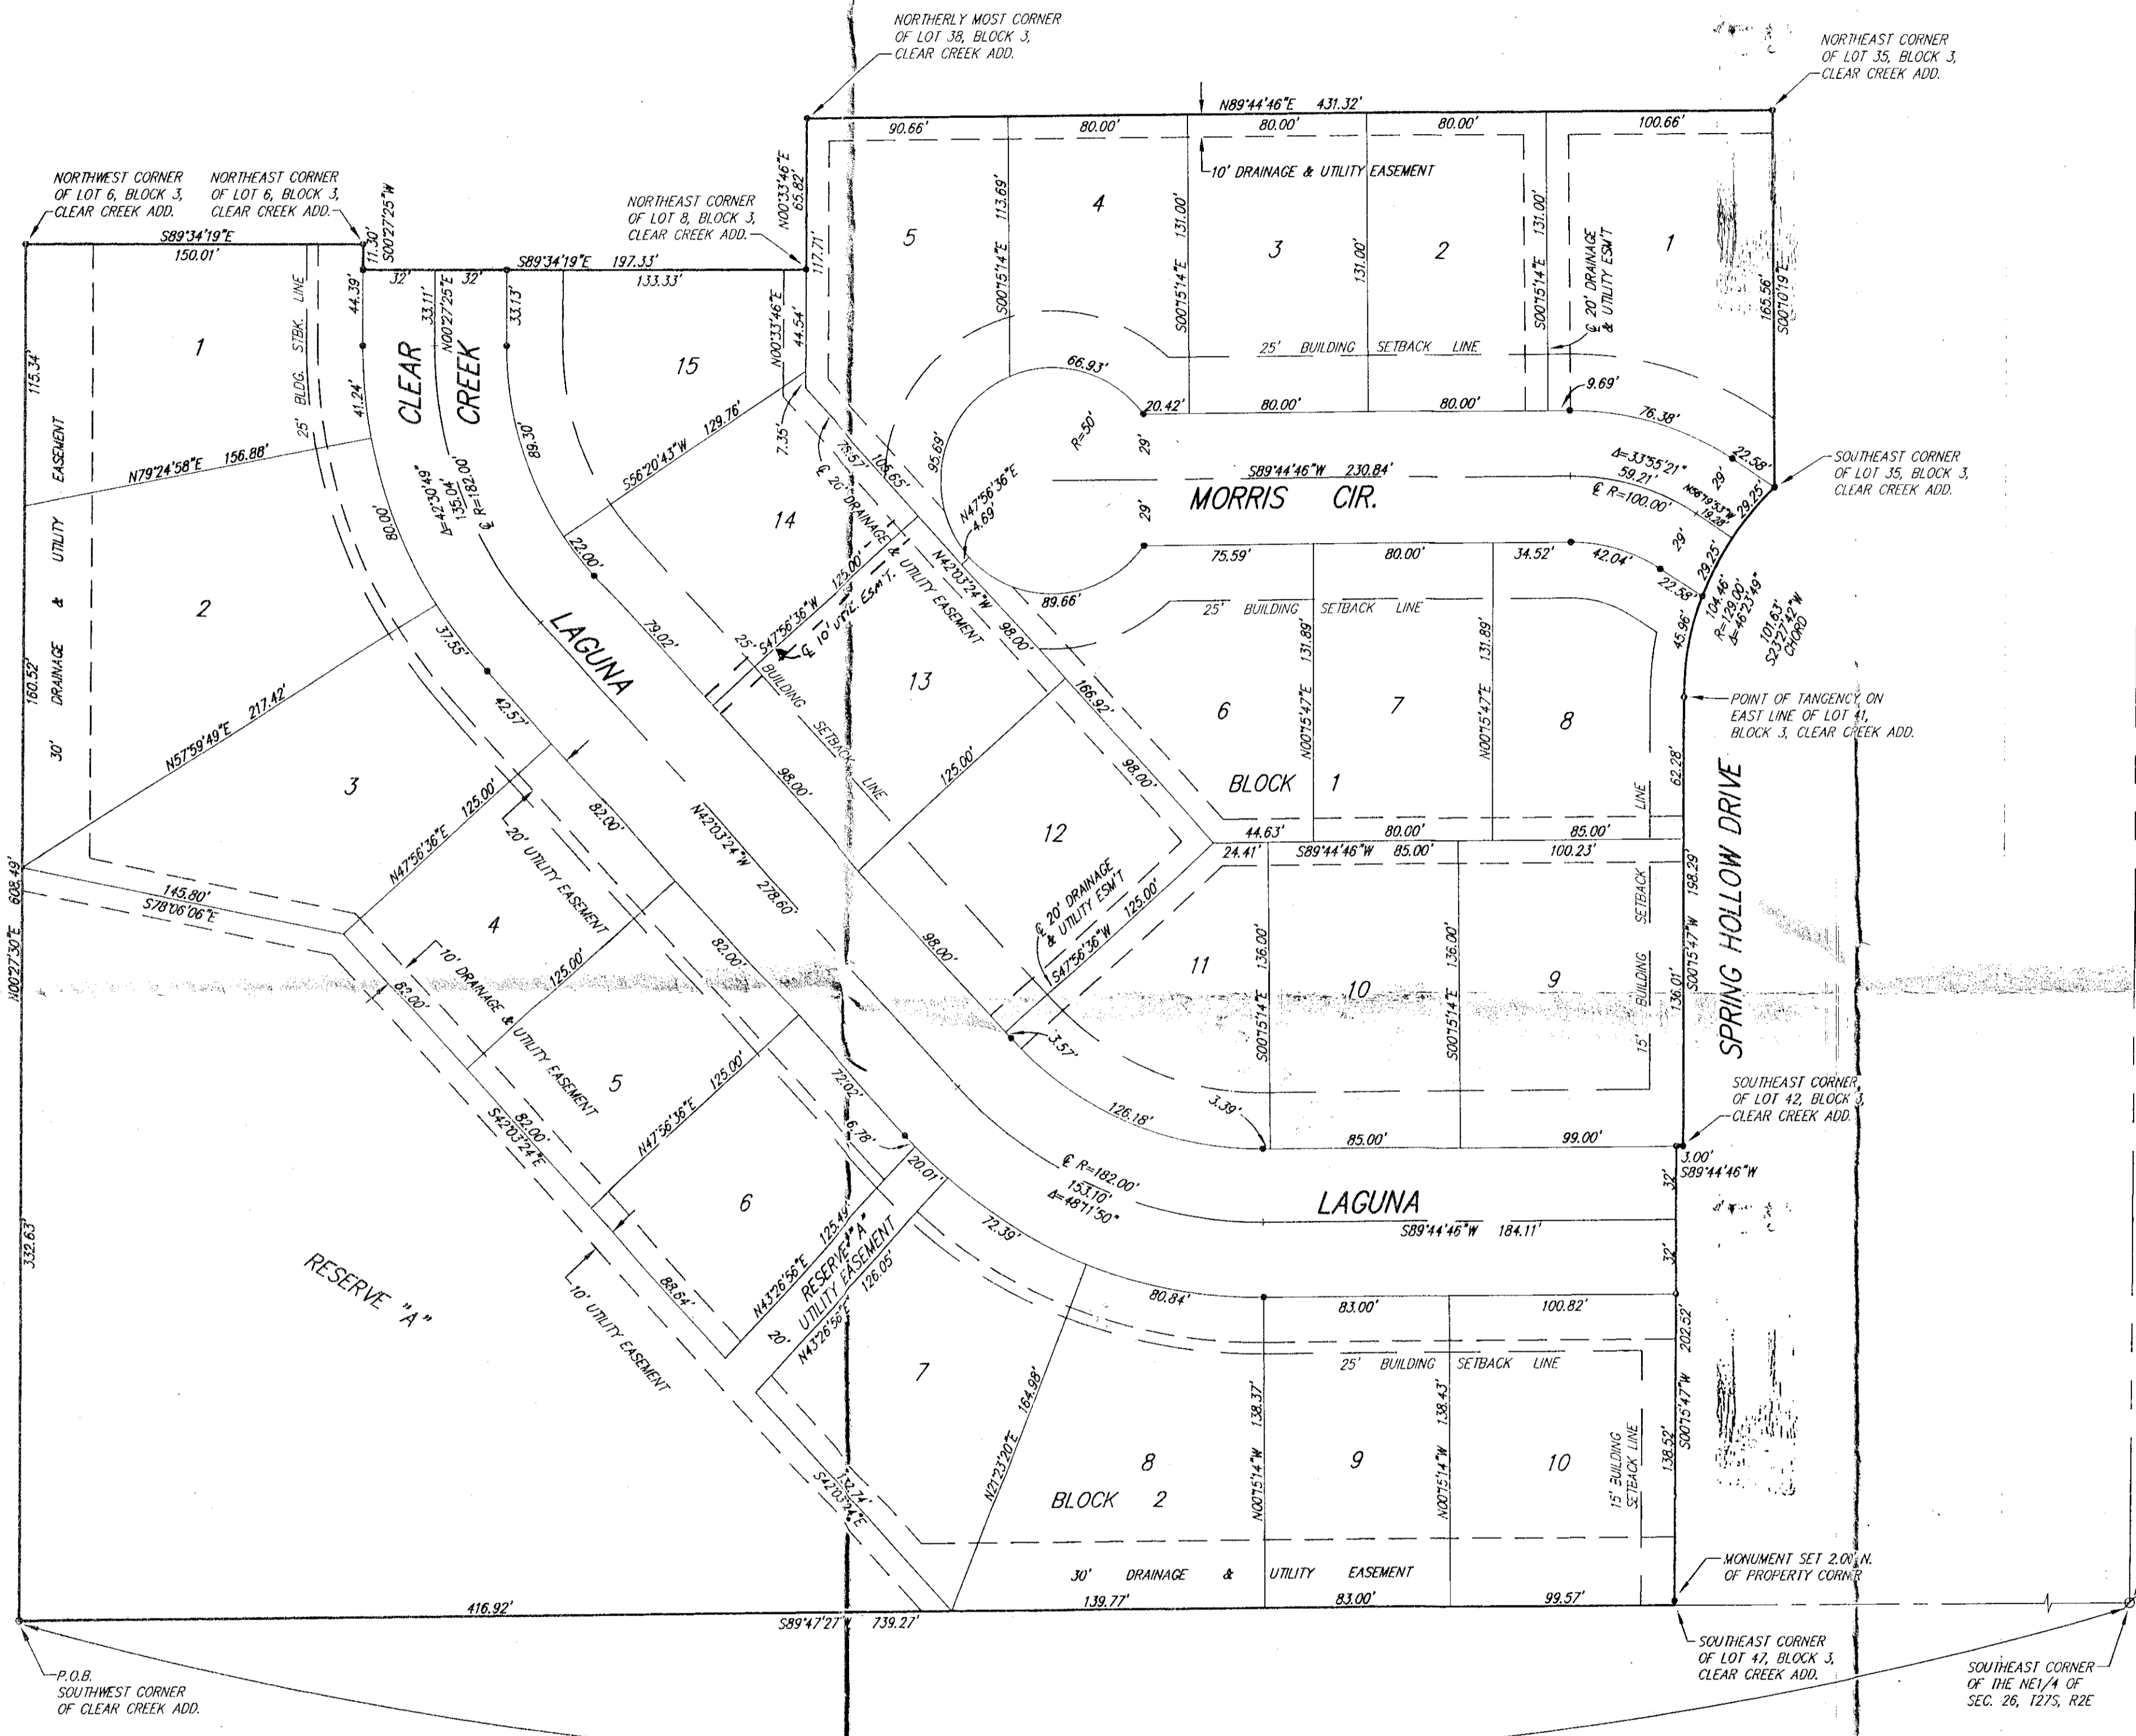 NORTHERLY MOST CORNER
OF LOT 38, BLOCK 3,
CLEAR CREEK ADD.
NORTHEAST CORNER
OF LOT 35, BLOCK 3,
CLEAR CREEK ADD.
N89°44'46"E 431.32'
90.66'
80.00'
80.00'
80.00'
100.66'
10' DRAINAGE & UTILITY EASEMENT
NORTHWEST CORNER
OF LOT 6, BLOCK 3,
CLEAR CREEK ADD.
NORTHEAST CORNER
OF LOT 6, BLOCK 3,
CLEAR CREEK ADD.
S00°27'25"W
11.30'
NORTHEAST CORNER
OF LOT 8, BLOCK 3,
CLEAR CREEK ADD.
N00°33'46"E
65.82'
117.71'
S89°34'19"E
150.01'
S89°34'19"E 197.33'
32'
32'
133.33'
44.39'
33.11'
N00°27'25"E
33.13'
N00°33'46"E
44.54'
5
4
3
2
1
S00°15'14"E 113.69'
S00°15'14"E 131.00'
131.00'
S00°15'14"E 131.00'
℄ 20' DRAINAGE
& UTILITY ESM'T
165.56'
S00°10'19"E
25' BUILDING SETBACK LINE
9.69'
66.93'
20.42'
80.00'
80.00'
76.38'
22.58'
29'
R=50'
95.69'
S89°44'46"W 230.84'
MORRIS CIR.
Δ=33°55'21"
59.21'
℄ R=100.00'
N56°19'53"W
19.28'
29'
29.25'
SOUTHEAST CORNER
OF LOT 35, BLOCK 3,
CLEAR CREEK ADD.
N47°56'36"E
4.69'
29'
29'
29.25'
75.59'
80.00'
34.52'
42.04'
22.58'
89.66'
25' BUILDING SETBACK LINE
104.46'
R=129.00'
Δ=46°23'49"
101.63'
S23°27'42"W
CHORD
45.96'
POINT OF TANGENCY ON
EAST LINE OF LOT 41,
BLOCK 3, CLEAR CREEK ADD.
1
25' BLDG. STBK. LINE
115.34'
30' DRAINAGE & UTILITY EASEMENT
CLEAR
CREEK
15
41.24'
89.30'
N79°24'58"E 156.88'
S56°20'43"W 129.76'
7.35'
78.57'
105.65'
℄ 20' DRAINAGE & UTILITY EASEMENT
Δ=42°30'49"
135.04'
℄ R=182.00'
80.00'
14
22.00'
2
37.55'
LAGUNA
79.02'
S47°56'36"W 125.00'
℄ 10' UTIL. ESM'T.
N42°03'24"W
98.00'
25' BUILDING SETBACK LINE
13
160.52'
N57°59'49"E 217.42'
42.57'
166.92'
6
7
8
N00°15'47"E 131.89'
N00°15'47"E 131.89'
BLOCK 1
62.28'
3
125.00'
N47°56'36"E
125.00'
98.00'
98.00'
82.00'
20' UTILITY EASEMENT
N42°03'24"W 278.60'
12
44.63'
80.00'
85.00'
24.41'
S89°44'46"W 85.00'
100.23'
SPRING HOLLOW DRIVE
S00°15'47"W 198.29'
145.80'
S78°06'06"E
N00°27'30"E 608.49'
4
10' DRAINAGE & UTILITY EASEMENT
82.00'
125.00'
82.00'
98.00'
℄ 20' DRAINAGE
& UTILITY ESM'T
125.00'
S47°56'36"W
11
10
9
S00°15'14"E 136.00'
S00°15'14"E 136.00'
15' BUILDING SETBACK LINE
136.01'
3.57'
5
N47°56'36"E 125.00'
82.00'
S42°03'24"E
72.02'
6.78'
20.01'
126.18'
3.39'
85.00'
99.00'
SOUTHEAST CORNER
OF LOT 42, BLOCK 3,
CLEAR CREEK ADD.
3.00'
S89°44'46"W
32'
6
℄ R=182.00'
153.10'
Δ=48°11'50"
LAGUNA
S89°44'46"W 184.11'
32'
332.63'
RESERVE "A"
88.64'
10' UTILITY EASEMENT
N43°26'56"E 125.49'
RESERVE "A"
20' UTILITY EASEMENT
N43°26'56"E 126.05'
72.39'
80.84'
83.00'
100.82'
25' BUILDING SETBACK LINE
7
N21°23'20"E 164.98'
8
9
10
N00°15'14"W 138.37'
N00°15'14"W 138.43'
15' BUILDING
SETBACK LINE
138.52'
S00°15'47"W 202.52'
BLOCK 2
132.74'
S42°03'24"E
30' DRAINAGE & UTILITY EASEMENT
MONUMENT SET 2.00' N.
OF PROPERTY CORNER
416.92'
139.77'
83.00'
99.57'
S89°47'27"W 739.27'
P.O.B.
SOUTHWEST CORNER
OF CLEAR CREEK ADD.
SOUTHEAST CORNER
OF LOT 47, BLOCK 3,
CLEAR CREEK ADD.
SOUTHEAST CORNER
OF THE NE1/4 OF
SEC. 26, T27S, R2E